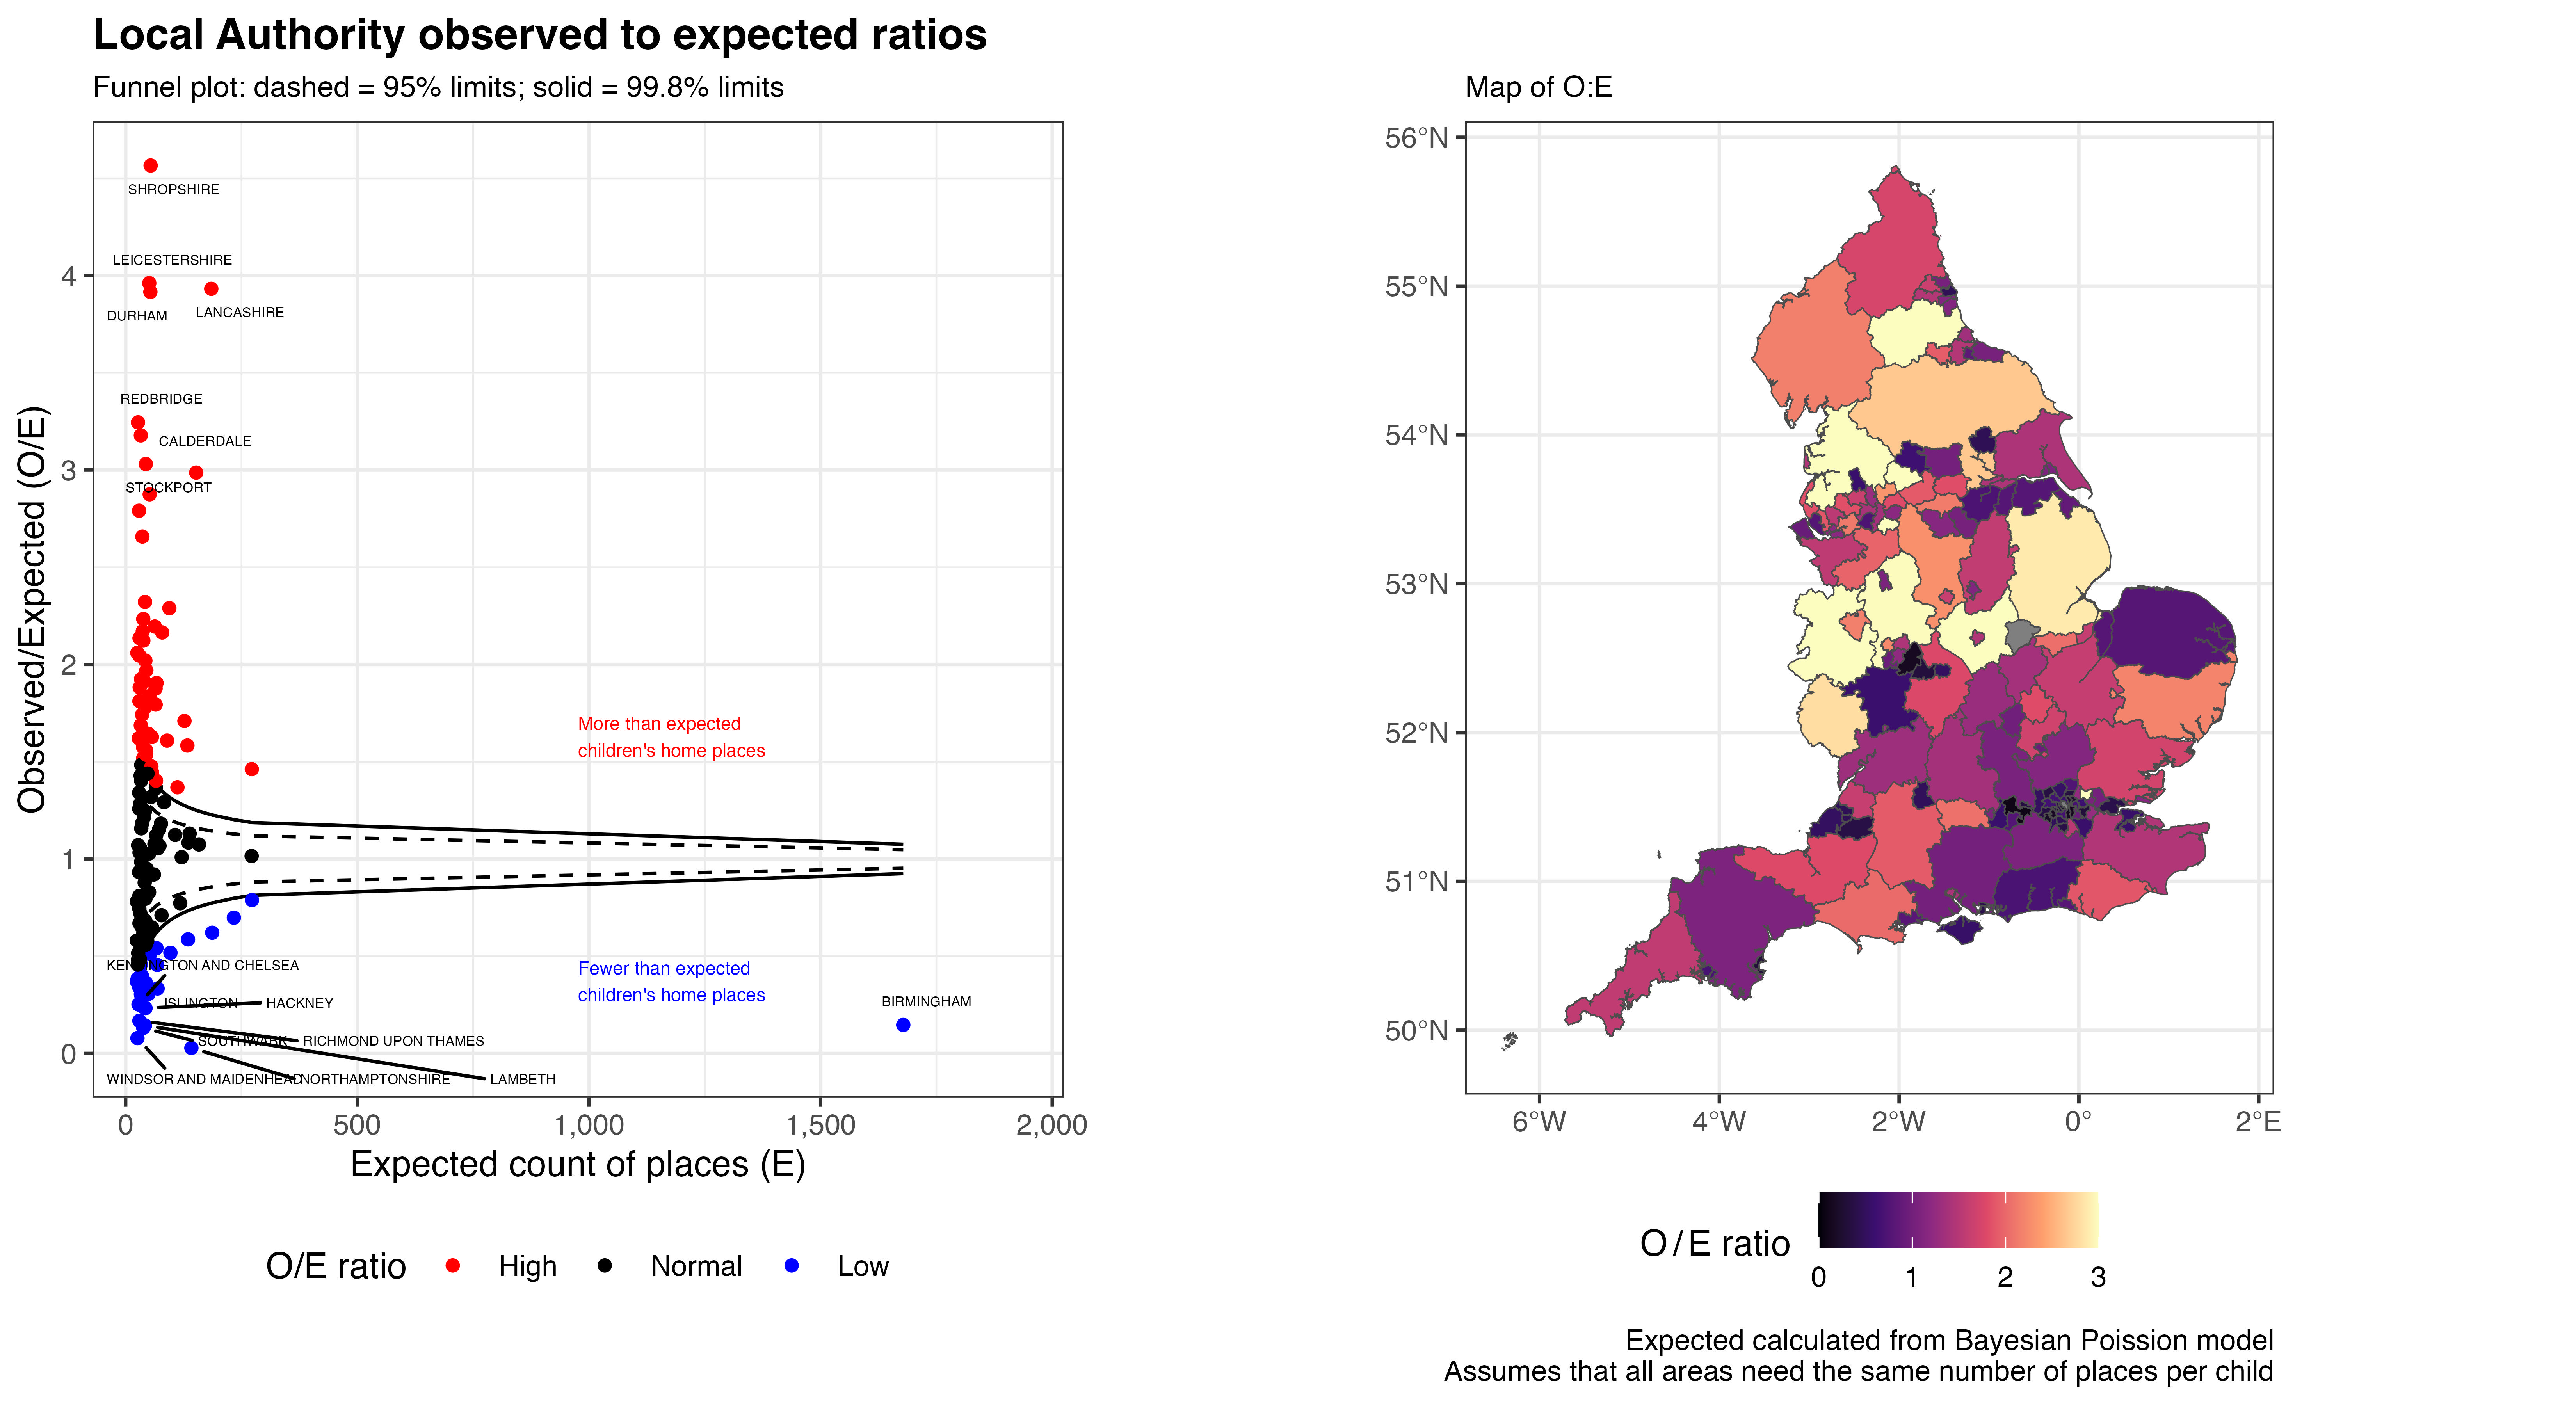 Local Authority observed to expected ratios
Funnel plot: dashed = 95% limits; solid = 99.8% limits
Observed/Expected (O/E)
4
3
2
1
0
SHROPSHIRE
LEICESTERSHIRE
DURHAM
LANCASHIRE
REDBRIDGE
CALDERDALE
STOCKPORT
More than expected
children's home places
Fewer than expected
children's home places
KENSINGTON AND CHELSEA
ISLINGTON
HACKNEY
BIRMINGHAM
SOUTHWARK
RICHMOND UPON THAMES
WINDSOR AND MAIDENHEAD
NORTHAMPTONSHIRE
LAMBETH
0
500
1,000
1,500
2,000
Expected count of places (E)
O/E ratio
High
Normal
Low
Map of O:E
56°N
55°N
54°N
53°N
52°N
51°N
50°N
6°W
4°W
2°W
0°
2°E
O/E ratio
0
1
2
3
Expected calculated from Bayesian Poission model
Assumes that all areas need the same number of places per child